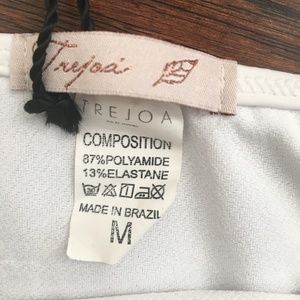 Trejoá
TREJOA
COMPOSITION
87%POLYAMIDE
13%ELASTANE
MADE IN BRAZIL
M